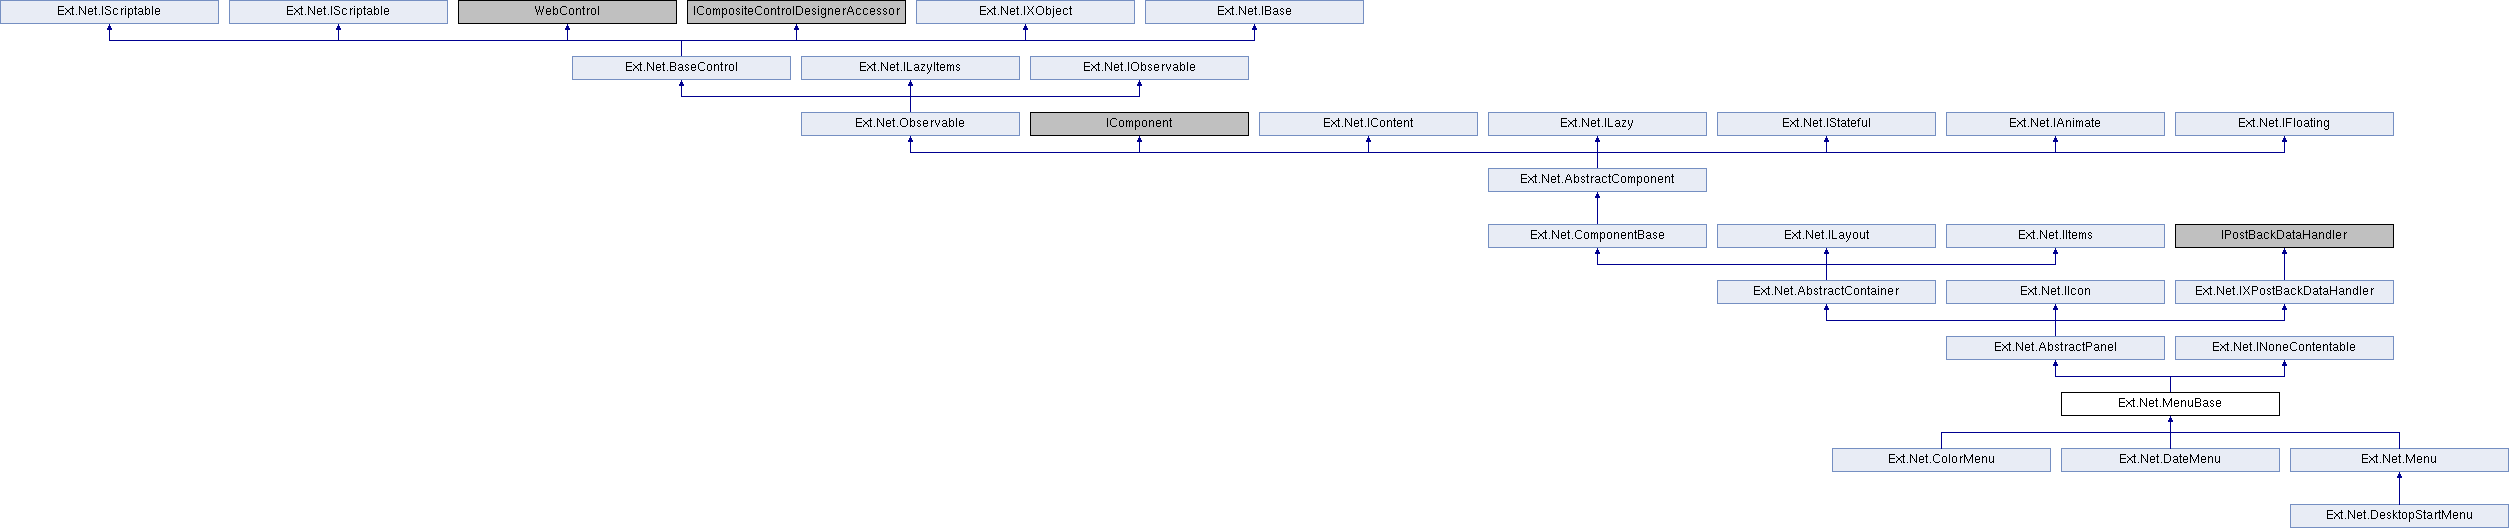 Ext.Net.IScriptable
Ext.Net.IScriptable
WebControl
ICompositeControlDesignerAccessor
Ext.Net.IXObject
Ext.Net.IBase
Ext.Net.BaseControl
Ext.Net.ILazyItems
Ext.Net.IObservable
Ext.Net.Observable
IComponent
Ext.Net.IContent
Ext.Net.ILazy
Ext.Net.IStateful
Ext.Net.IAnimate
Ext.Net.IFloating
Ext.Net.AbstractComponent
Ext.Net.ComponentBase
Ext.Net.ILayout
Ext.Net.IItems
IPostBackDataHandler
Ext.Net.AbstractContainer
Ext.Net.IIcon
Ext.Net.IXPostBackDataHandler
Ext.Net.AbstractPanel
Ext.Net.INoneContentable
Ext.Net.MenuBase
Ext.Net.ColorMenu
Ext.Net.DateMenu
Ext.Net.Menu
Ext.Net.DesktopStartMenu